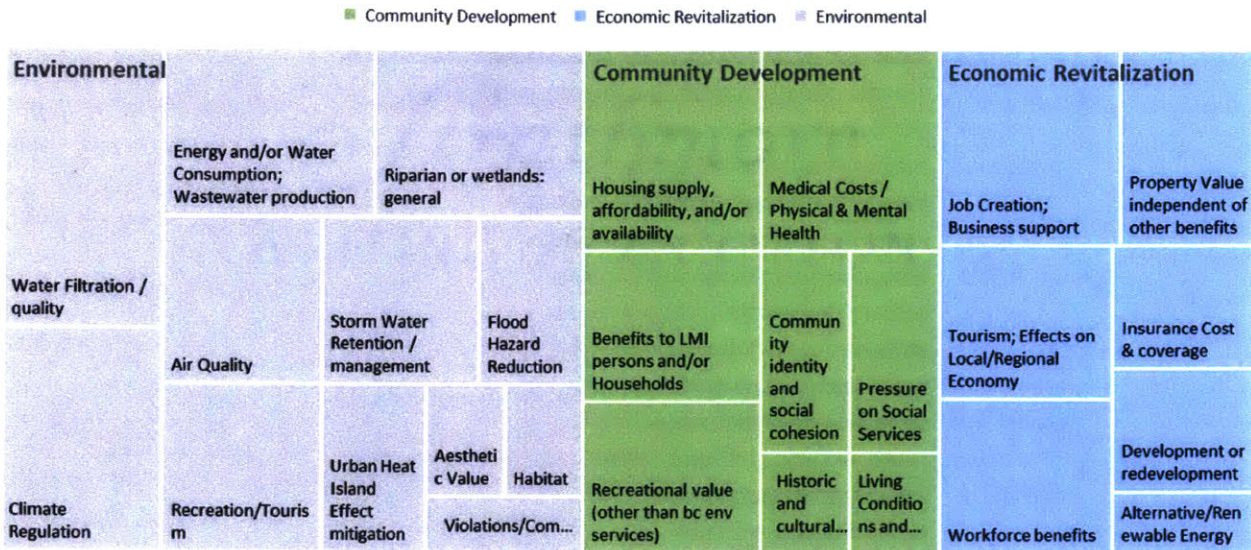 Community Development
Economic Revitalization
Environmental
Environmental
Energy and/or Water
Consumption;
Wastewater production
Riparian or wetlands:
general
Water Filtration /
quality
Air Quality
Storm Water
Retention /
management
Flood
Hazard
Reduction
Climate
Regulation
Recreation/Touris
m
Urban Heat
Island
Effect
mitigation
Aestheti
c Value
Habitat
Violations/Com...
Community Development
Housing supply,
affordability, and/or
availability
Medical Costs /
Physical & Mental
Health
Benefits to LMI
persons and/or
Households
Commun
ity
identity
and
social
cohesion
Pressure
on Social
Services
Recreational value
(other than bc env
services)
Historic
and
cultural...
Living
Conditio
ns and...
Economic Revitalization
Job Creation;
Business support
Property Value
independent of
other benefits
Tourism; Effects on
Local/Regional
Economy
Insurance Cost
& coverage
Workforce benefits
Development or
redevelopment
Alternative/Ren
ewable Energy